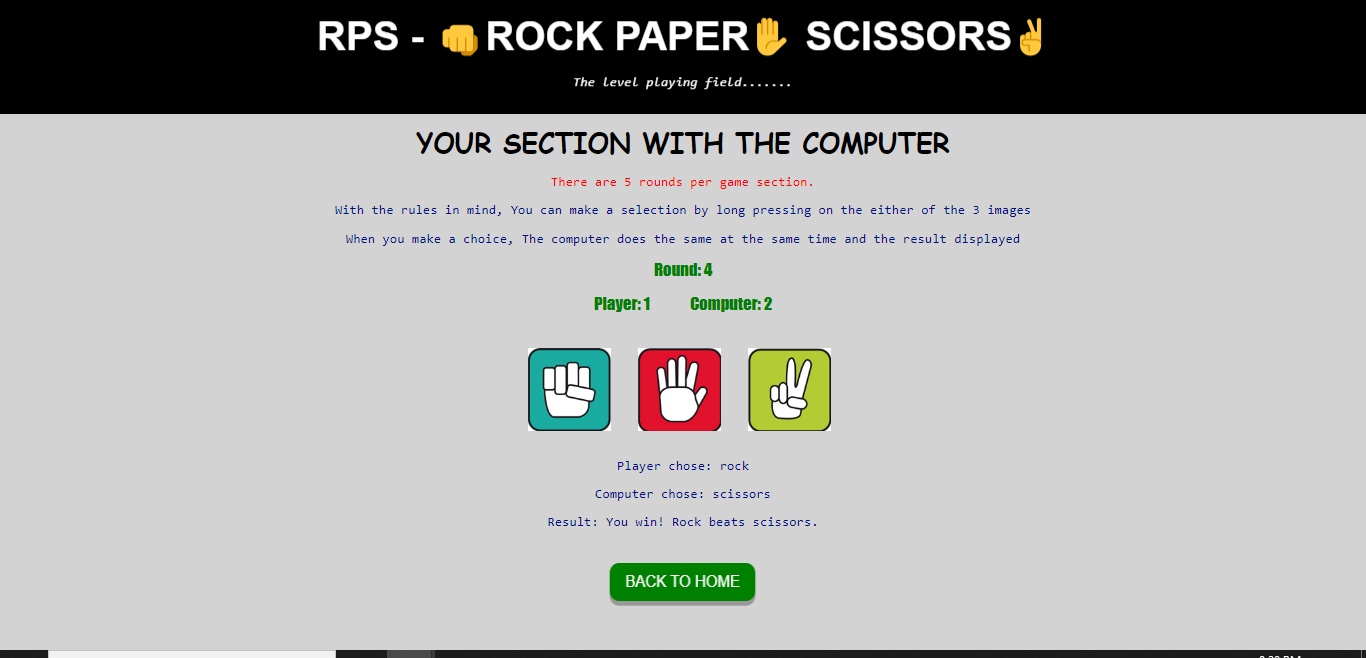 RPS - 👊ROCK PAPER✋ SCISSORS✌
The level playing field.......
YOUR SECTION WITH THE COMPUTER
There are 5 rounds per game section.
With the rules in mind, You can make a selection by long pressing on the either of the 3 images
When you make a choice, The computer does the same at the same time and the result displayed
Round: 4
Player: 1 Computer: 2
Player chose: rock
Computer chose: scissors
Result: You win! Rock beats scissors.
BACK TO HOME